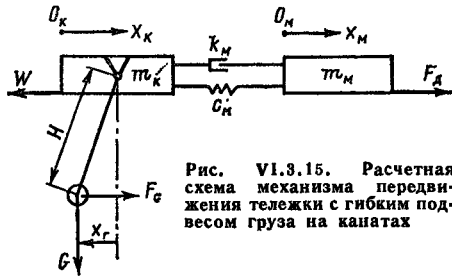 Oк
xк
Oм
xм
kм
W
mк
mм
Fд
cм
H
Рис. VI.3.15. Расчетная
схема механизма передви-
жения тележки с гибким под-
весом груза на канатах
FG
xг
G